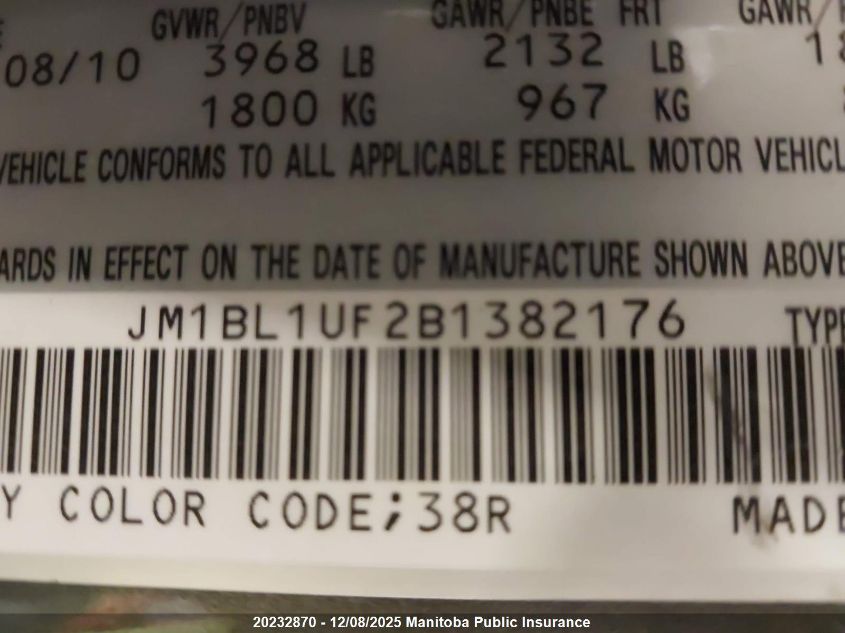 GVWR/PNBV GAWR/PNBE FRT GAWR/
08/10 3968 LB 2132 LB
1800 KG 967 KG
VEHICLE CONFORMS TO ALL APPLICABLE FEDERAL MOTOR VEHICL
ARDS IN EFFECT ON THE DATE OF MANUFACTURE SHOWN ABOVE
JM1BL1UF2B1382176 TYPE
Y COLOR CODE;38R MADE
20232870 - 12/08/2025 Manitoba Public Insurance